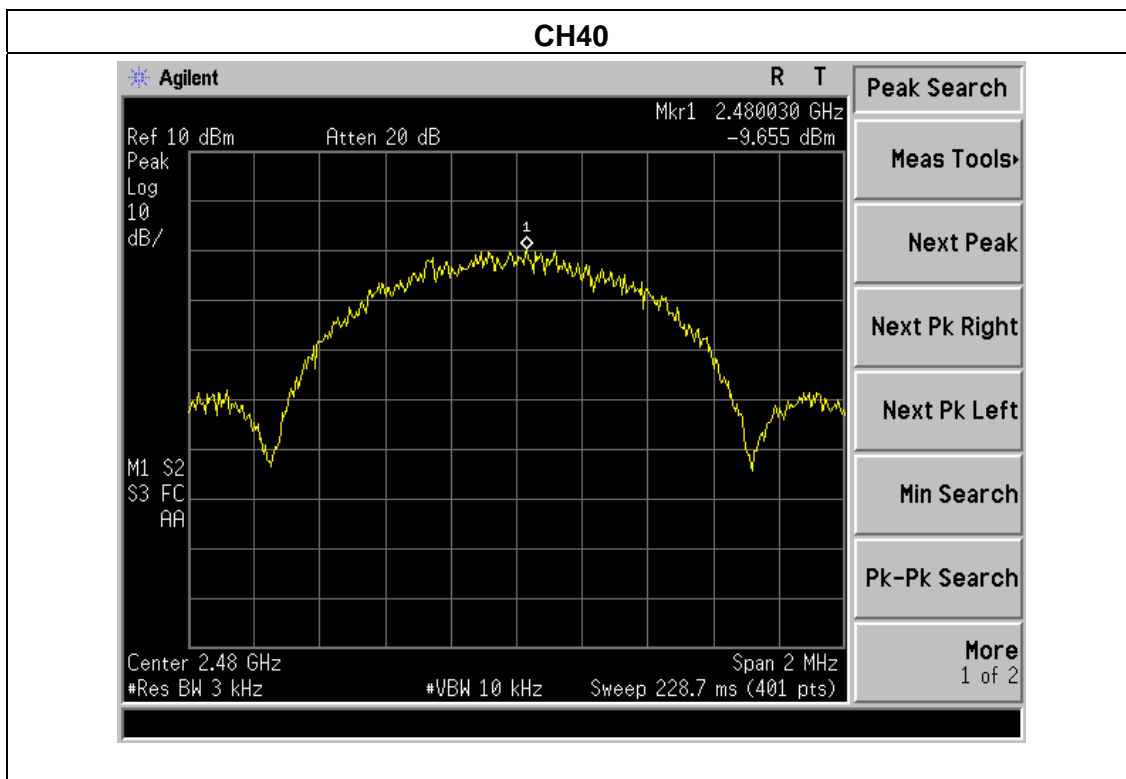 CH40
Agilent
R T
Mkr1 2.480030 GHz
Ref 10 dBm Atten 20 dB -9.655 dBm
Peak
Log
10
dB/
1
M1 S2
S3 FC
AA
Center 2.48 GHz Span 2 MHz
#Res BW 3 kHz #VBW 10 kHz Sweep 228.7 ms (401 pts)
Peak Search
Meas Tools
Next Peak
Next Pk Right
Next Pk Left
Min Search
Pk-Pk Search
More
1 of 2